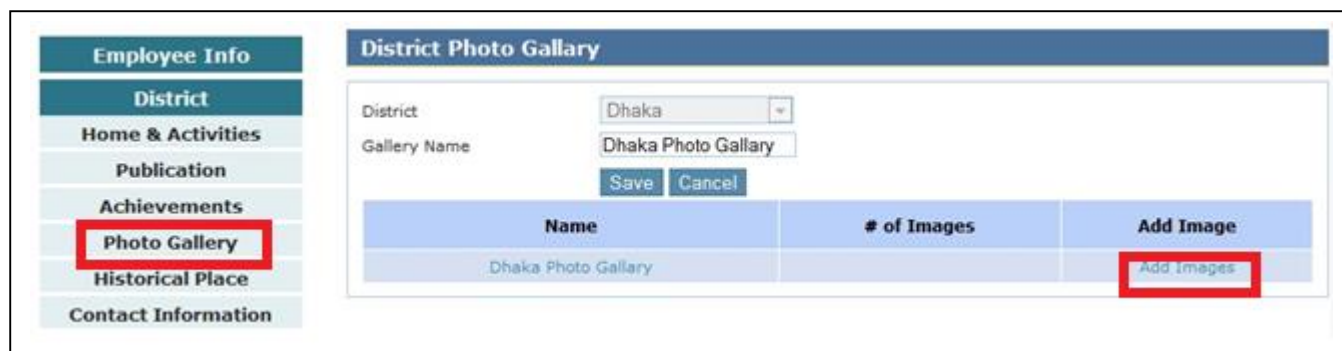 Employee Info
District
Home & Activities
Publication
Achievements
Photo Gallery
Historical Place
Contact Information
District Photo Gallary
District Dhaka
Gallery Name Dhaka Photo Gallary
Save Cancel
Name # of Images Add Image
Dhaka Photo Gallary Add Images